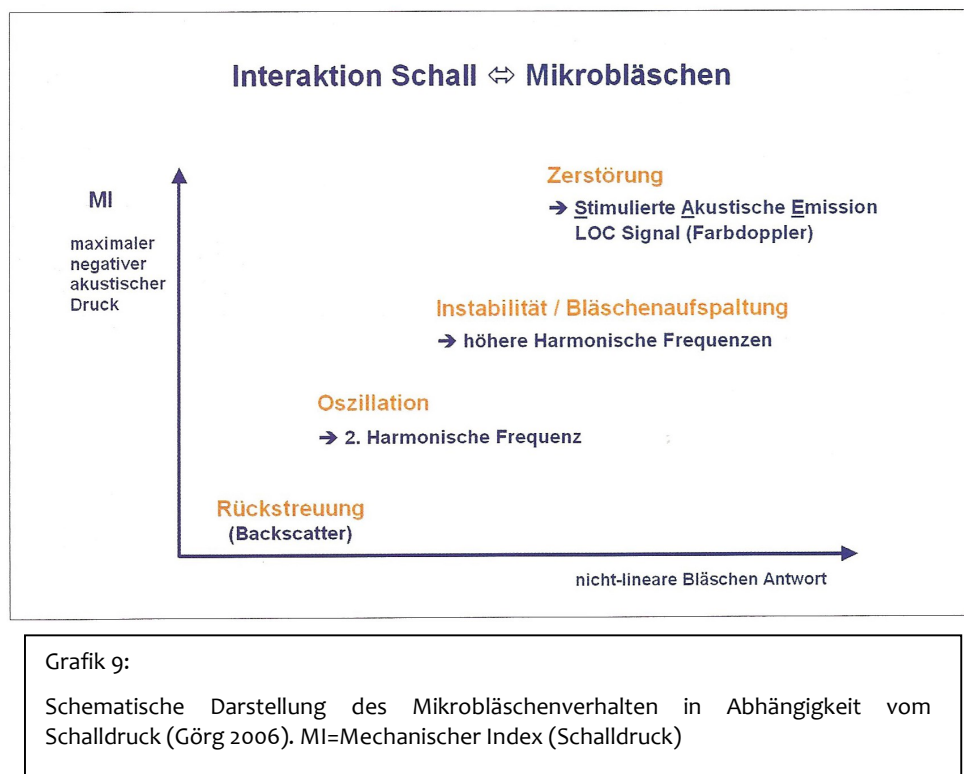 Interaktion Schall ⇔ Mikrobläschen
MI
maximaler
negativer
akustischer
Druck
Zerstörung
➔ Stimulierte Akustische Emission
LOC Signal (Farbdoppler)
Instabilität / Bläschenaufspaltung
➔ höhere Harmonische Frequenzen
Oszillation
➔ 2. Harmonische Frequenz
Rückstreuung
(Backscatter)
nicht-lineare Bläschen Antwort
Grafik 9:
Schematische Darstellung des Mikrobläschenverhalten in Abhängigkeit vom
Schalldruck (Görg 2006). MI=Mechanischer Index (Schalldruck)